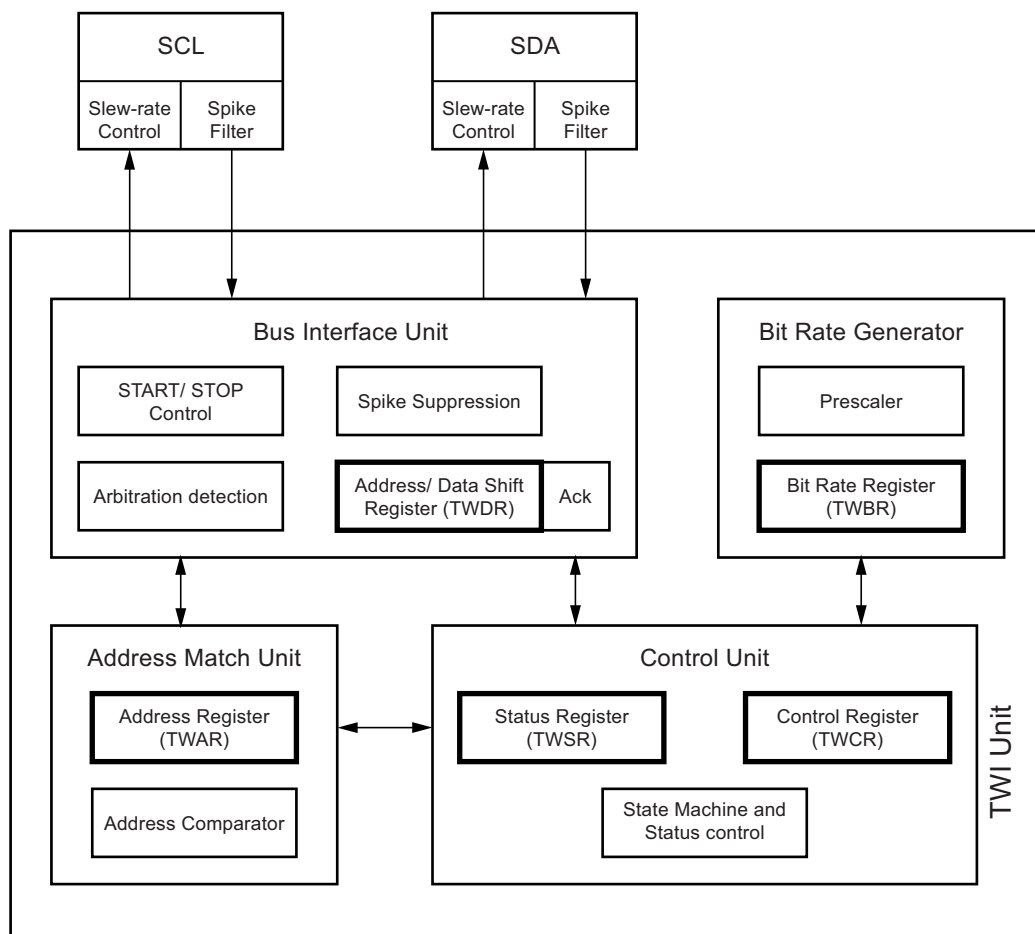 SCL
SDA
Slew-rate
Control
Spike
Filter
Slew-rate
Control
Spike
Filter
Bus Interface Unit
START/ STOP
Control
Spike Suppression
Arbitration detection
Address/ Data Shift
Register (TWDR)
Ack
Bit Rate Generator
Prescaler
Bit Rate Register
(TWBR)
Address Match Unit
Address Register
(TWAR)
Address Comparator
Control Unit
Status Register
(TWSR)
Control Register
(TWCR)
State Machine and
Status control
TWI Unit